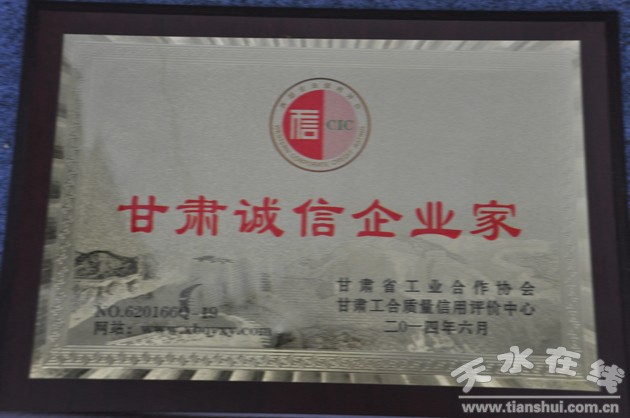 信
CIC
甘肃诚信企业家
甘肃省工业合作协会
甘肃工合质量信用评价中心
二〇一四年六月
网站：
天水在线
www.tianshui.com.cn